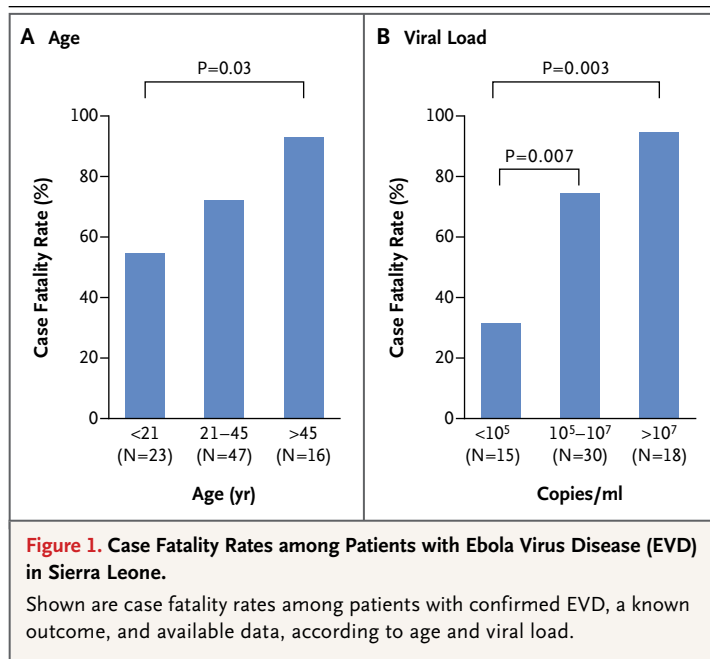 A Age
P=0.03
100
80
60
40
20
0
Case Fatality Rate (%)
<21
(N=23)
21–45
(N=47)
>45
(N=16)
Age (yr)
B Viral Load
P=0.003
P=0.007
100
80
60
40
20
0
Case Fatality Rate (%)
<10⁵
(N=15)
10⁵–10⁷
(N=30)
>10⁷
(N=18)
Copies/ml
Figure 1. Case Fatality Rates among Patients with Ebola Virus Disease (EVD)
in Sierra Leone.
Shown are case fatality rates among patients with confirmed EVD, a known
outcome, and available data, according to age and viral load.